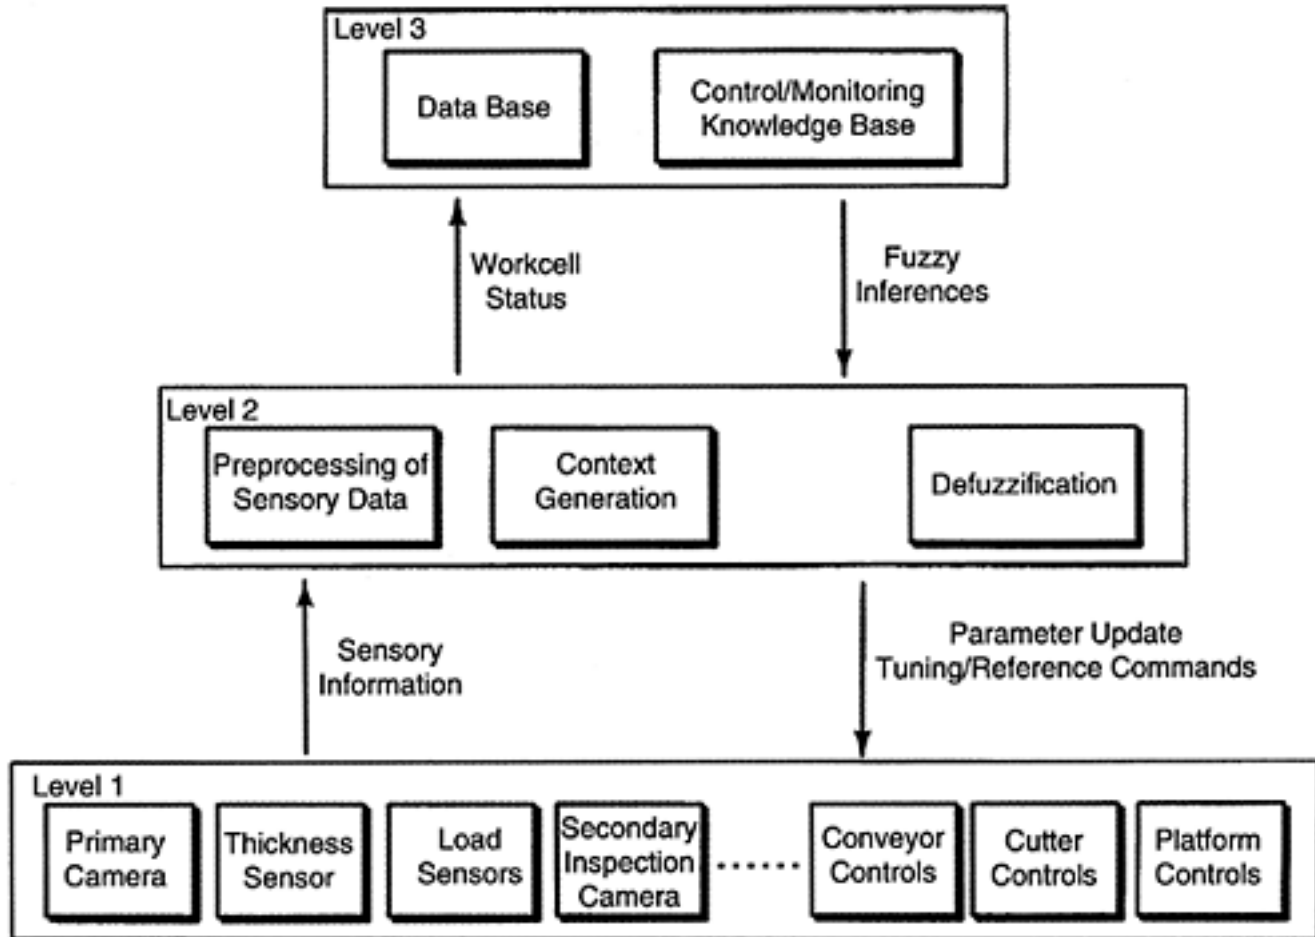 Level 3
Data Base
Control/Monitoring
Knowledge Base
Workcell
Status
Fuzzy
Inferences
Level 2
Preprocessing of
Sensory Data
Context
Generation
Defuzzification
Sensory
Information
Parameter Update
Tuning/Reference Commands
Level 1
Primary
Camera
Thickness
Sensor
Load
Sensors
Secondary
Inspection
Camera
Conveyor
Controls
Cutter
Controls
Platform
Controls